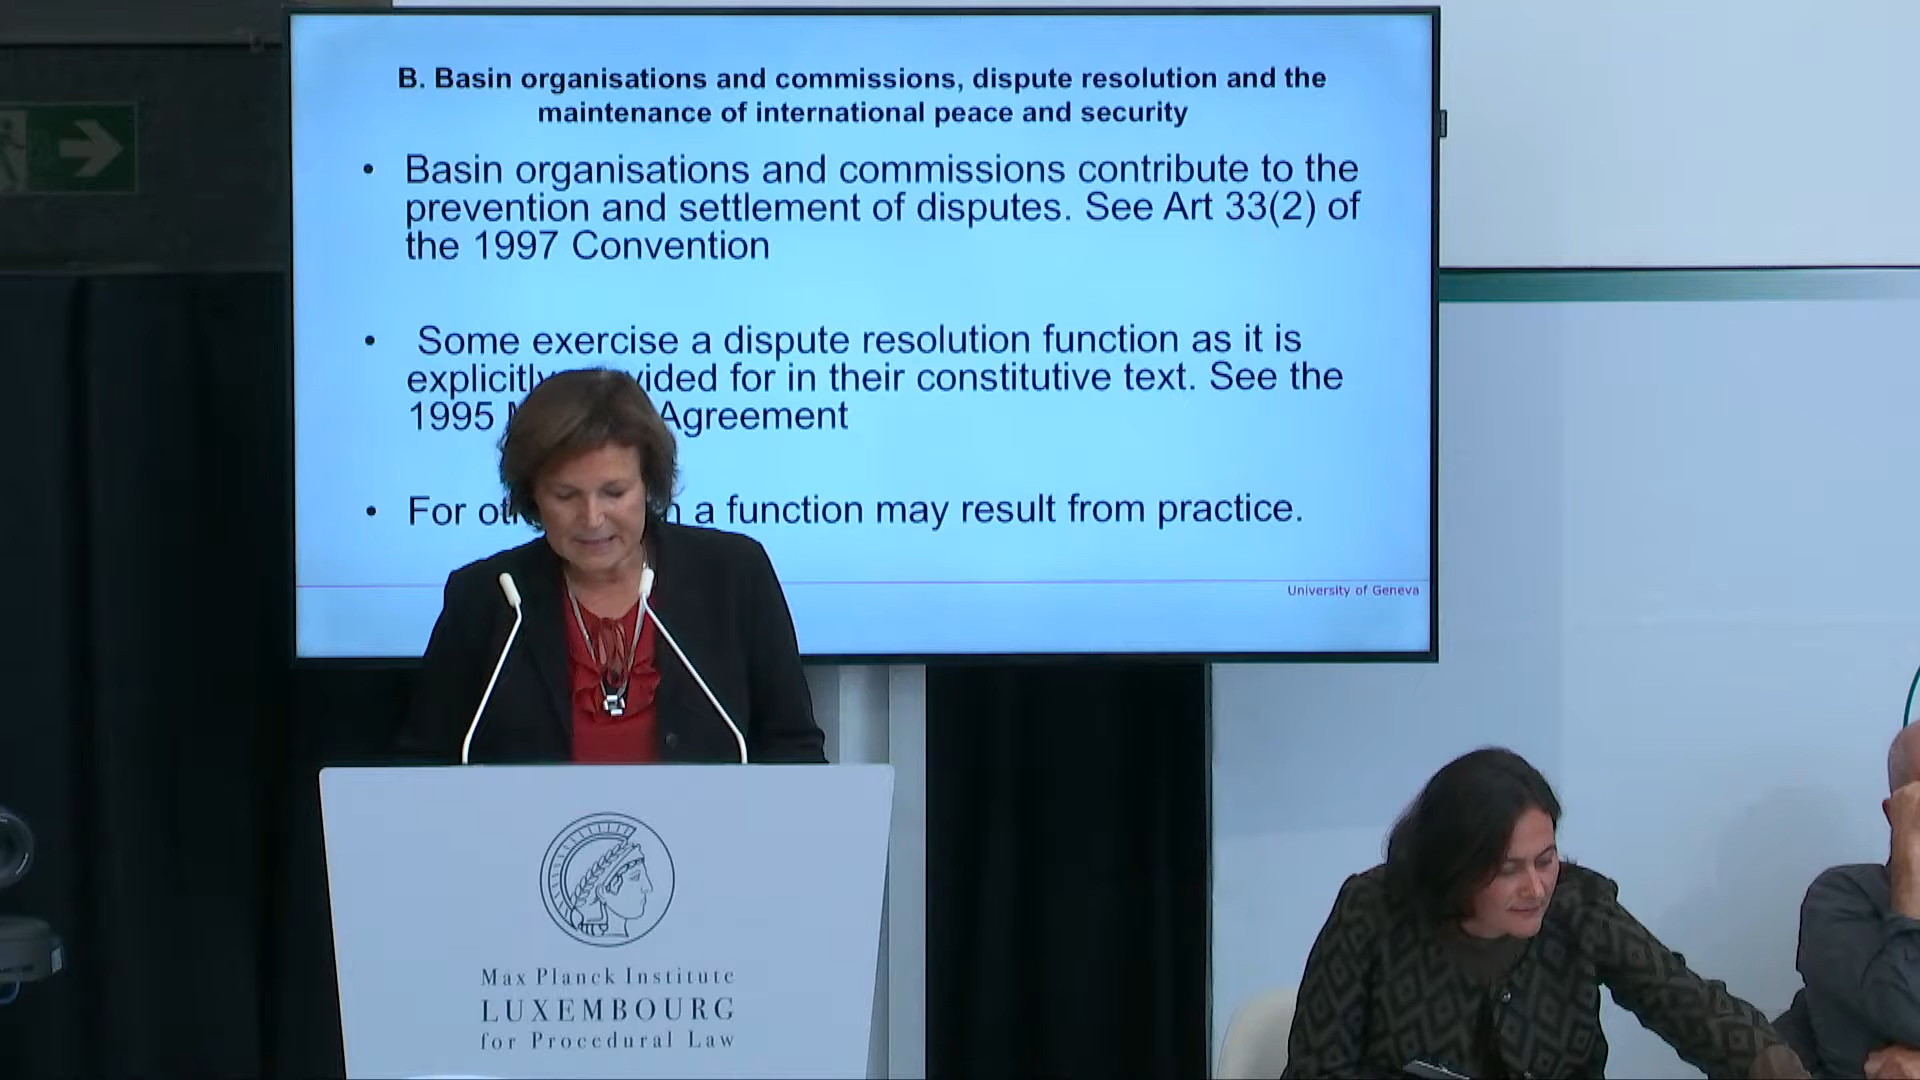 B. Basin organisations and commissions, dispute resolution and the
maintenance of international peace and security
• Basin organisations and commissions contribute to the
prevention and settlement of disputes. See Art 33(2) of
the 1997 Convention
• Some exercise a dispute resolution function as it is
explicitly provided for in their constitutive text. See the
1995 Agreement
• For a function may result from practice.
University of Geneva
Max Planck Institute
LUXEMBOURG
for Procedural Law